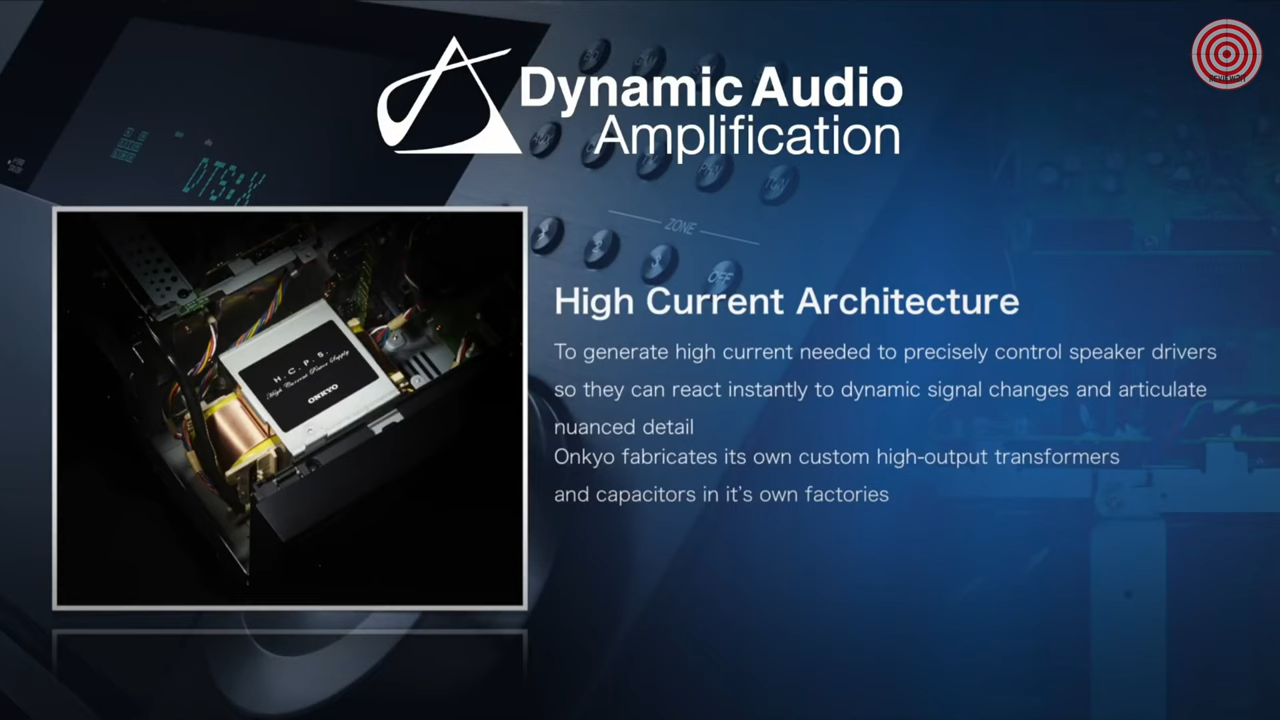 Dynamic Audio
Amplification
DTS:X
ZONE
OFF
H.C.P.S.
High Current Power Supply
ONKYO
High Current Architecture
To generate high current needed to precisely control speaker drivers
so they can react instantly to dynamic signal changes and articulate
nuanced detail
Onkyo fabricates its own custom high-output transformers
and capacitors in it's own factories